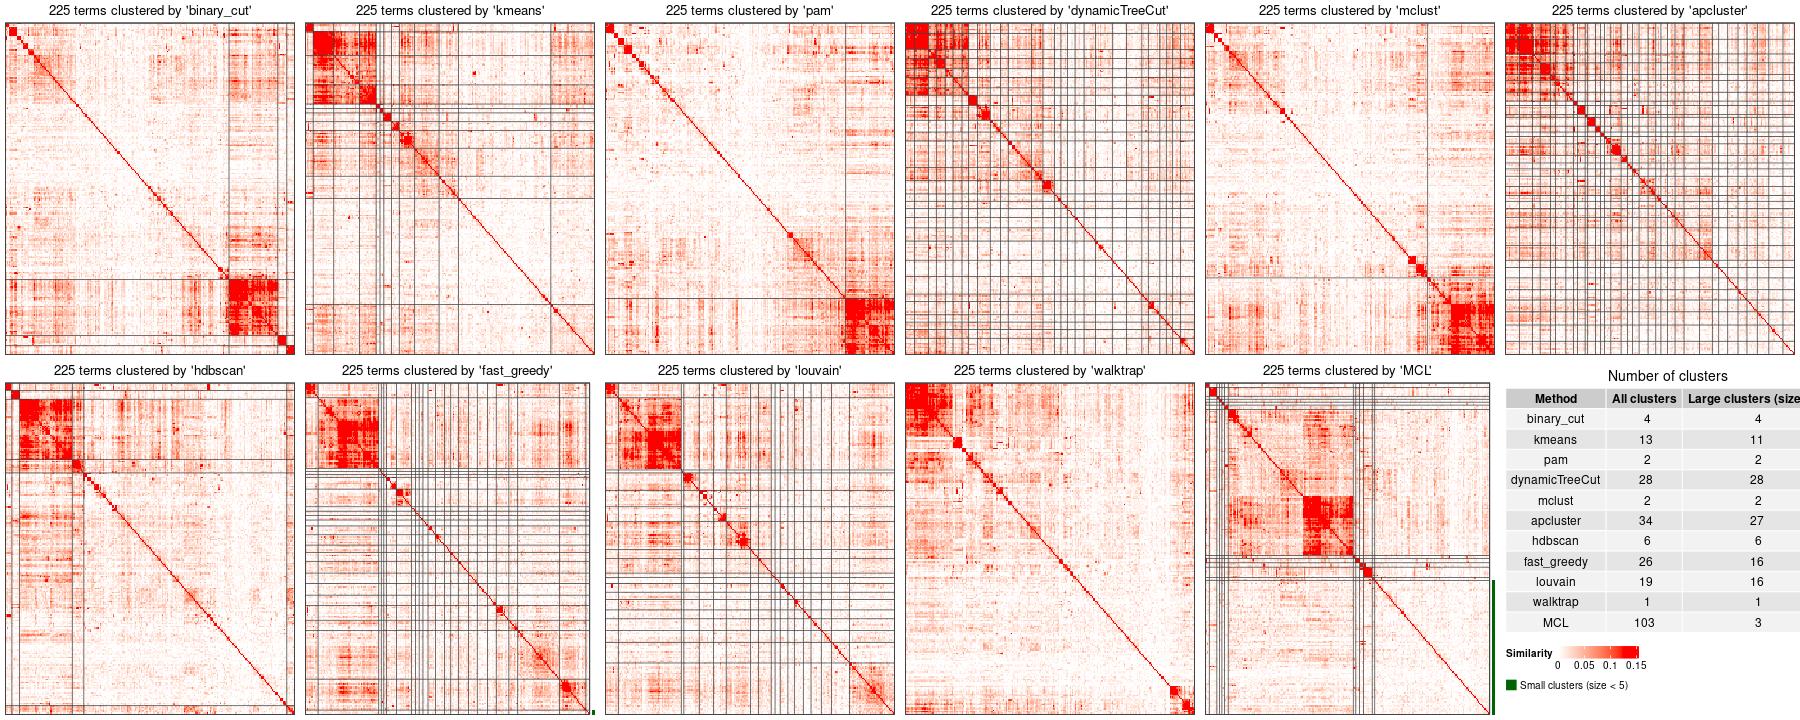 225 terms clustered by 'binary_cut'
225 terms clustered by 'kmeans'
225 terms clustered by 'pam'
225 terms clustered by 'dynamicTreeCut'
225 terms clustered by 'mclust'
225 terms clustered by 'apcluster'
225 terms clustered by 'hdbscan'
225 terms clustered by 'fast_greedy'
225 terms clustered by 'louvain'
225 terms clustered by 'walktrap'
225 terms clustered by 'MCL'
Number of clusters
Method All clusters Large clusters (size
binary_cut 4 4
kmeans 13 11
pam 2 2
dynamicTreeCut 28 28
mclust 2 2
apcluster 34 27
hdbscan 6 6
fast_greedy 26 16
louvain 19 16
walktrap 1 1
MCL 103 3
Similarity
0 0.05 0.1 0.15
Small clusters (size < 5)